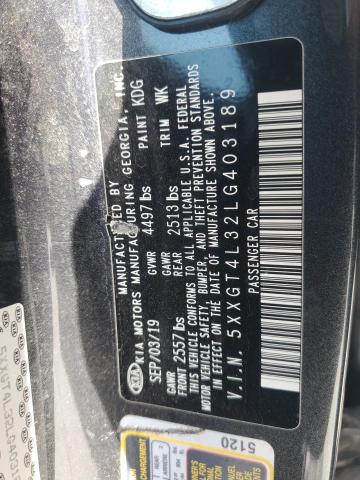 MANUFACTURED BY
KIA MOTORS MANUFACTURING GEORGIA, INC.
SEP/03/19 GVWR 4497 lbs PAINT KDG
GAWR FROM 2557 lbs GAWR REAR 2513 lbs TRIM WK
THIS VEHICLE CONFORMS TO ALL APPLICABLE U.S.A. FEDERAL
MOTOR VEHICLE SAFETY, BUMPER, AND THEFT PREVENTION STANDARDS
IN EFFECT ON THE DATE OF MANUFACTURE SHOWN ABOVE.
V.I.N. 5XXGT4L32LG403189
PASSENGER CAR
5120